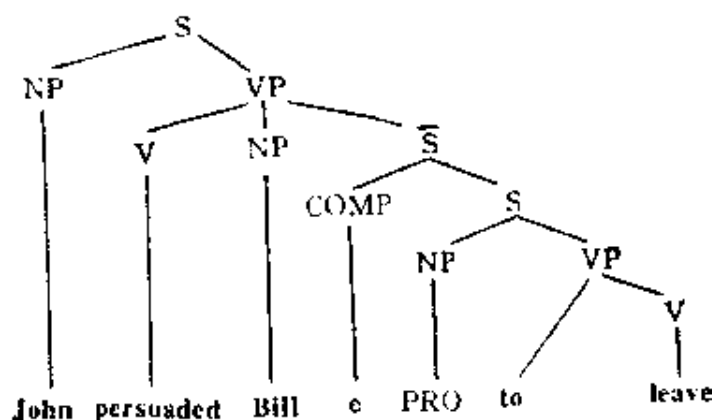 S
NP VP
V NP S̄
COMP S
NP VP
V
John persuaded Bill e PRO to leave